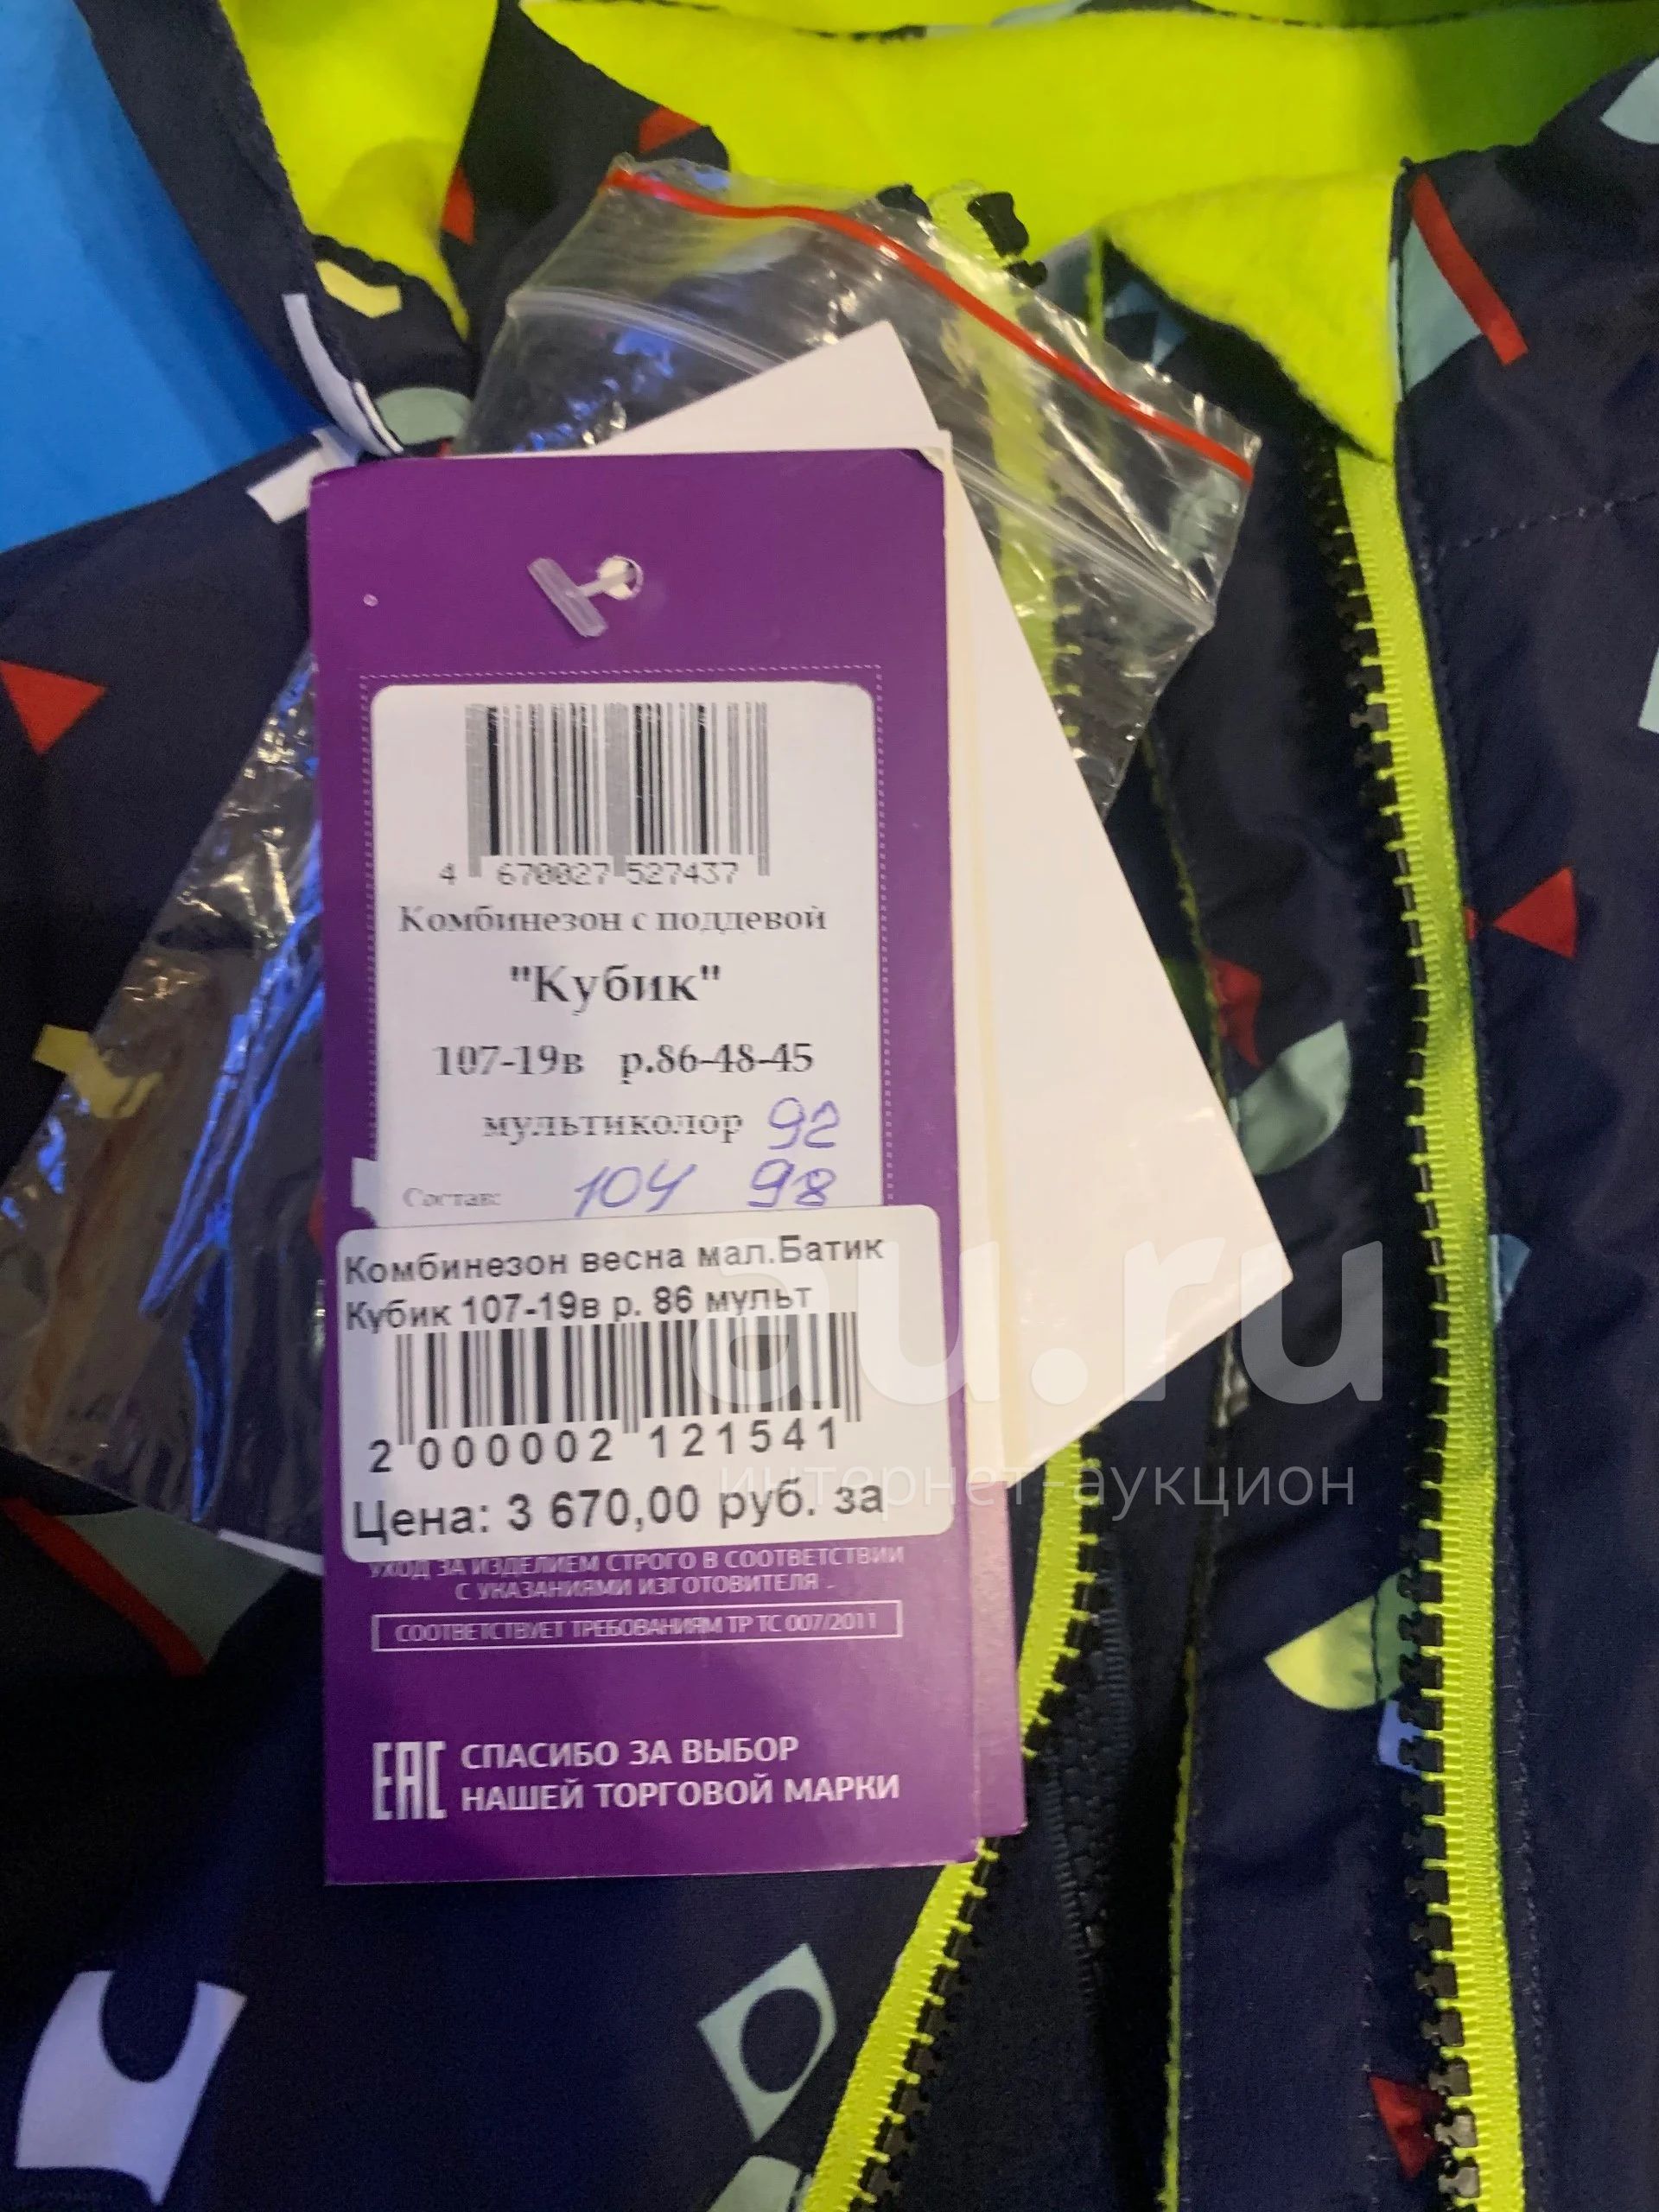 4 670027 527437
Комбинезон с поддевой
"Кубик"
107-19в р.86-48-45
мультиколор 92
Состав: 104 98
Комбинезон весна мал.Батик
Кубик 107-19в р. 86 мульт
2 000002 121541
Цена: 3 670,00 руб. за
УХОД ЗА ИЗДЕЛИЕМ СТРОГО В СООТВЕТСТВИИ
С УКАЗАНИЯМИ ИЗГОТОВИТЕЛЯ
СООТВЕТСТВУЕТ ТРЕБОВАНИЯМ ТР ТС 007/2011
EAC СПАСИБО ЗА ВЫБОР
НАШЕЙ ТОРГОВОЙ МАРКИ
au.ru
интернет-аукцион